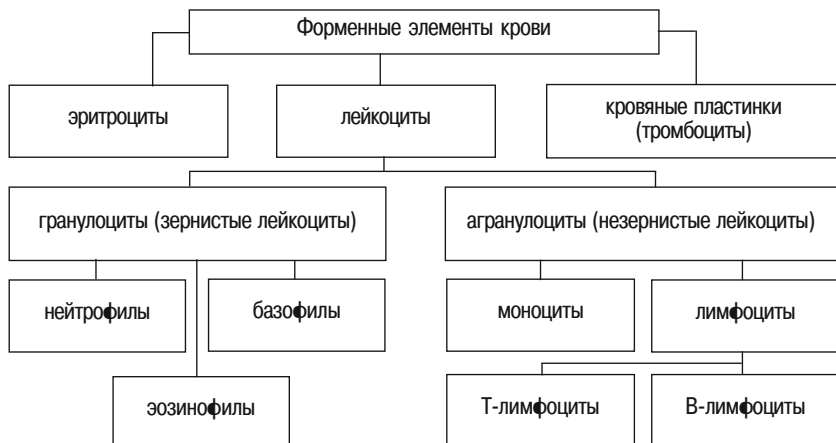 Форменные элементы крови
эритроциты
лейкоциты
кровяные пластинки
(тромбоциты)
гранулоциты (зернистые лейкоциты)
агранулоциты (незернистые лейкоциты)
нейтрофилы
базофилы
моноциты
лимфоциты
эозинофилы
Т-лимфоциты
В-лимфоциты